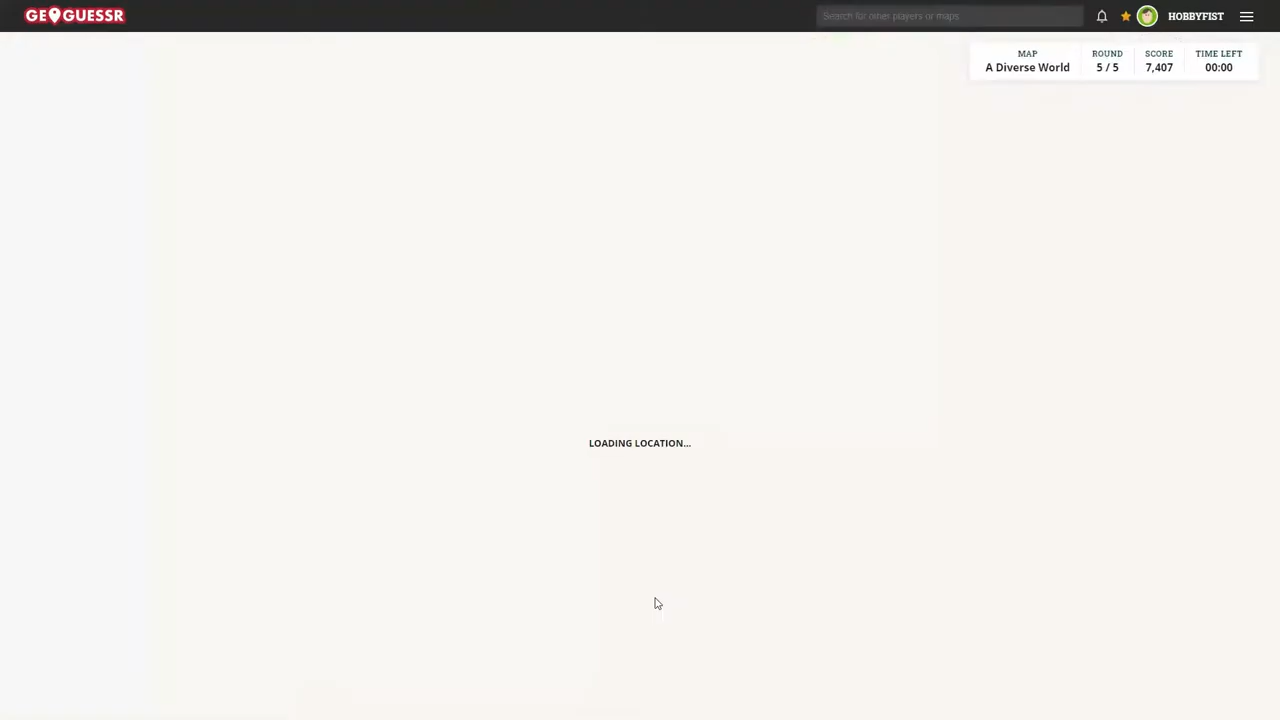 GEOGUESSR
Search for other players or maps
HOBBYFIST
MAP ROUND SCORE TIME LEFT
A Diverse World 5 / 5 7,407 00:00
LOADING LOCATION...